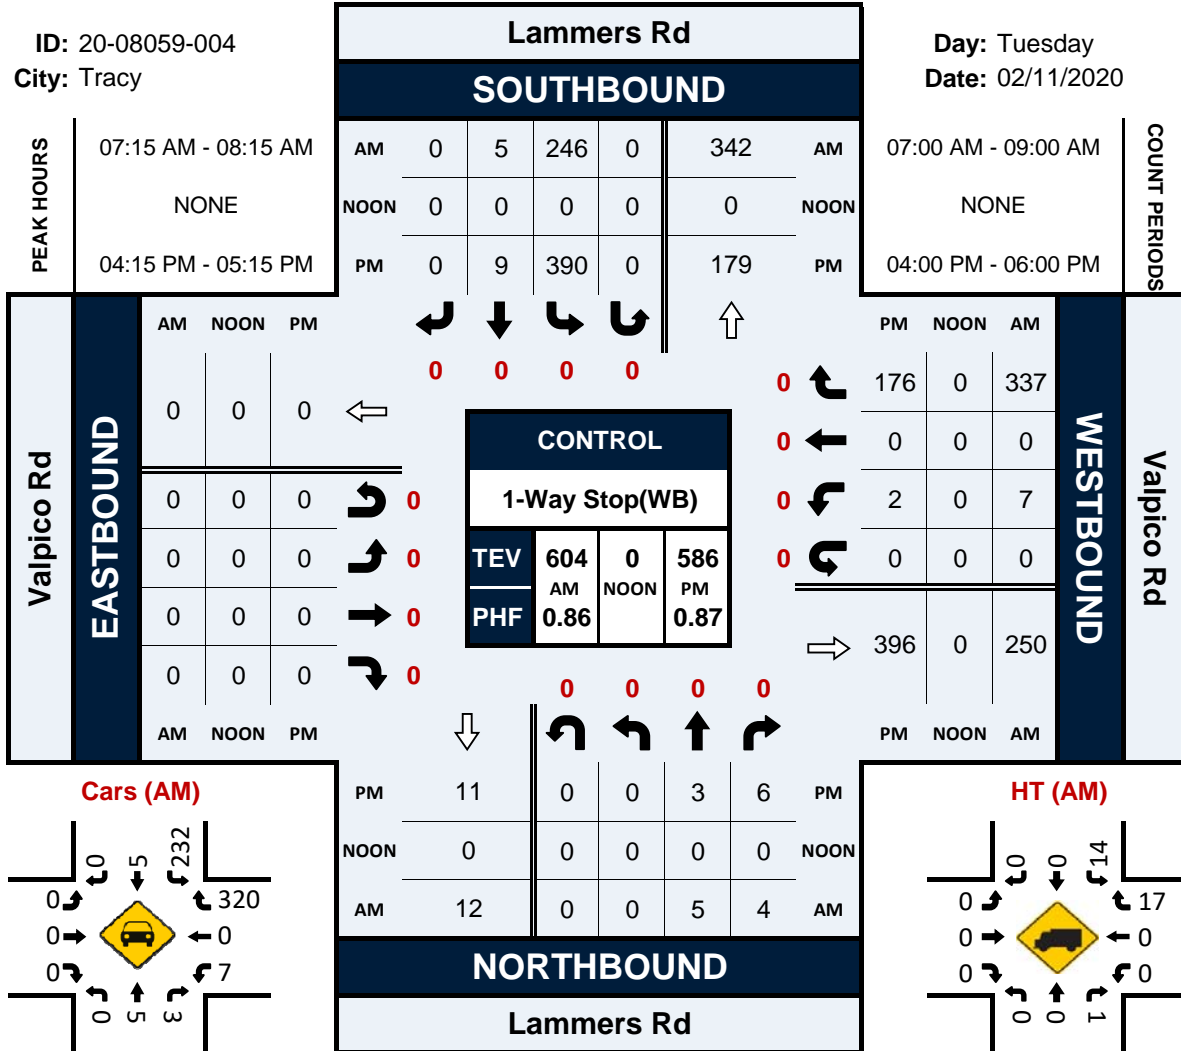 ID: 20-08059-004
City: Tracy
Lammers Rd
SOUTHBOUND
Day: Tuesday
Date: 02/11/2020
PEAK HOURS
07:15 AM - 08:15 AM
NONE
04:15 PM - 05:15 PM
AM 0 5 246 0 342 AM
NOON 0 0 0 0 0 NOON
PM 0 9 390 0 179 PM
07:00 AM - 09:00 AM
NONE
04:00 PM - 06:00 PM
COUNT PERIODS
0 0 0 0
Valpico Rd
EASTBOUND
AM NOON PM
0 0 0
0 0 0 0
0 0 0 0
0 0 0 0
0 0 0 0
AM NOON PM
CONTROL
1-Way Stop(WB)
TEV 604 0 586
AM NOON PM
PHF 0.86 0.87
PM NOON AM
0 176 0 337
0 0 0 0
0 2 0 7
0 0 0 0
396 0 250
PM NOON AM
WESTBOUND
Valpico Rd
0 0 0 0
PM 11 0 0 3 6 PM
NOON 0 0 0 0 0 NOON
AM 12 0 0 5 4 AM
NORTHBOUND
Lammers Rd
Cars (AM)
0 5 232
0 320
0 0
0 7
0 5 3
HT (AM)
0 0 14
0 17
0 0
0 0
0 0 1